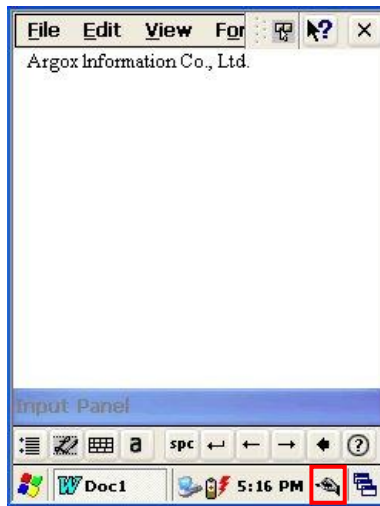 File Edit View For ? ×
Argox Information Co., Ltd.
Input Panel
a spc ← ← → ?
Doc1 5:16 PM